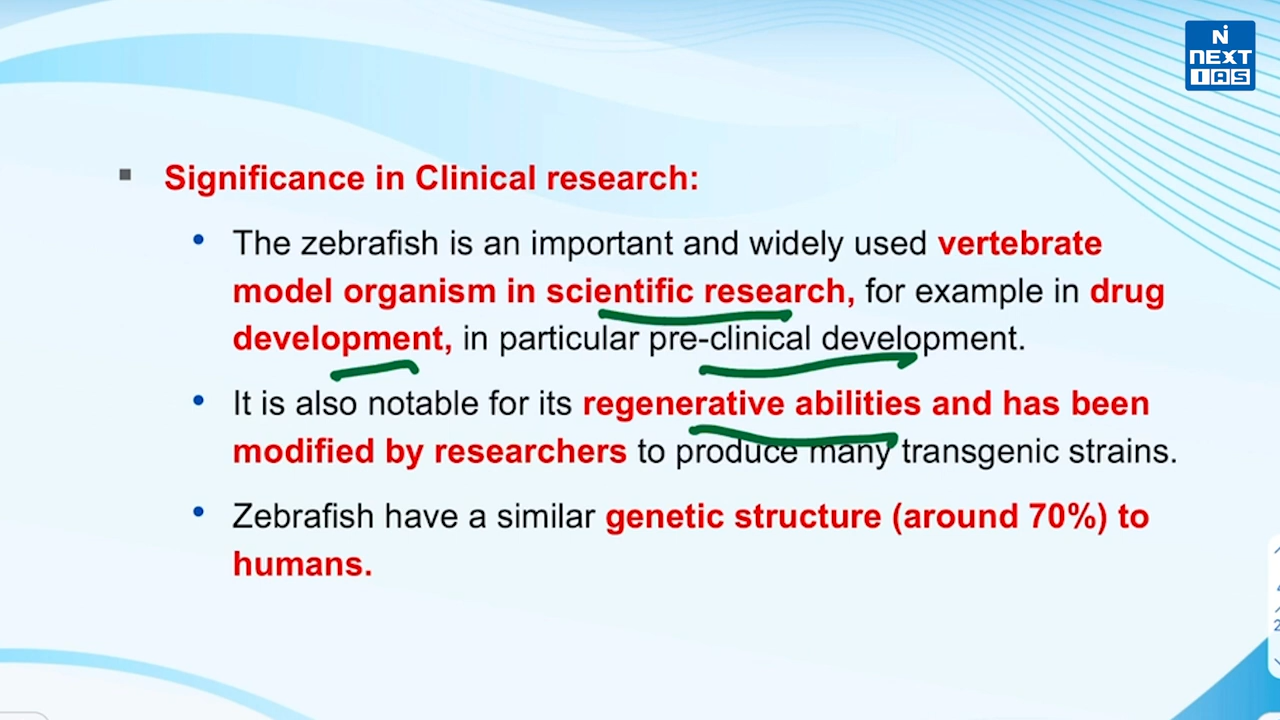 NEXT
IAS
Significance in Clinical research:
The zebrafish is an important and widely used vertebrate
model organism in scientific research, for example in drug
development, in particular pre-clinical development.
It is also notable for its regenerative abilities and has been
modified by researchers to produce many transgenic strains.
Zebrafish have a similar genetic structure (around 70%) to
humans.